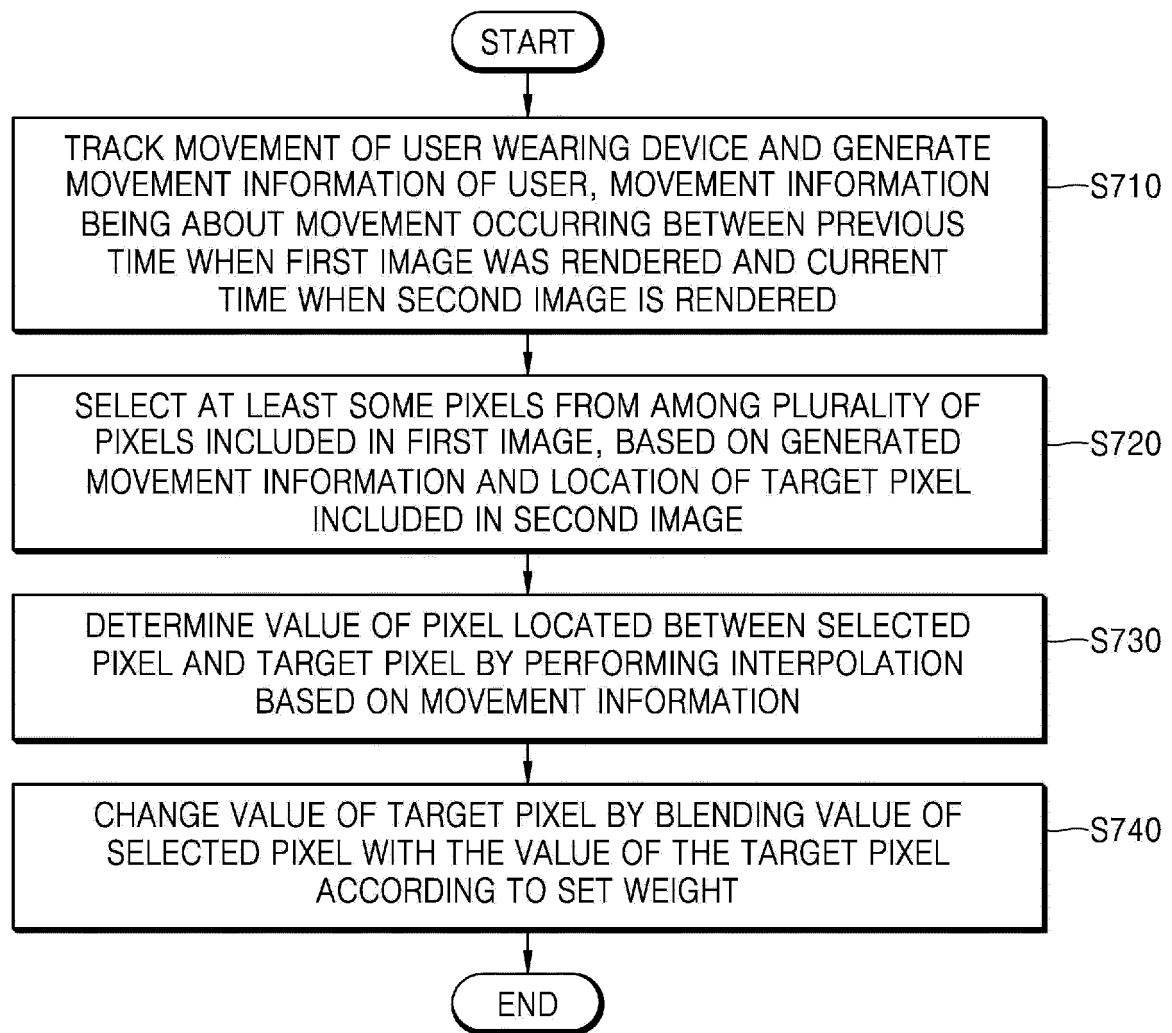 START
TRACK MOVEMENT OF USER WEARING DEVICE AND GENERATE
MOVEMENT INFORMATION OF USER, MOVEMENT INFORMATION
BEING ABOUT MOVEMENT OCCURRING BETWEEN PREVIOUS
TIME WHEN FIRST IMAGE WAS RENDERED AND CURRENT
TIME WHEN SECOND IMAGE IS RENDERED
S710
SELECT AT LEAST SOME PIXELS FROM AMONG PLURALITY OF
PIXELS INCLUDED IN FIRST IMAGE, BASED ON GENERATED
MOVEMENT INFORMATION AND LOCATION OF TARGET PIXEL
INCLUDED IN SECOND IMAGE
S720
DETERMINE VALUE OF PIXEL LOCATED BETWEEN SELECTED
PIXEL AND TARGET PIXEL BY PERFORMING INTERPOLATION
BASED ON MOVEMENT INFORMATION
S730
CHANGE VALUE OF TARGET PIXEL BY BLENDING VALUE OF
SELECTED PIXEL WITH THE VALUE OF THE TARGET PIXEL
ACCORDING TO SET WEIGHT
S740
END